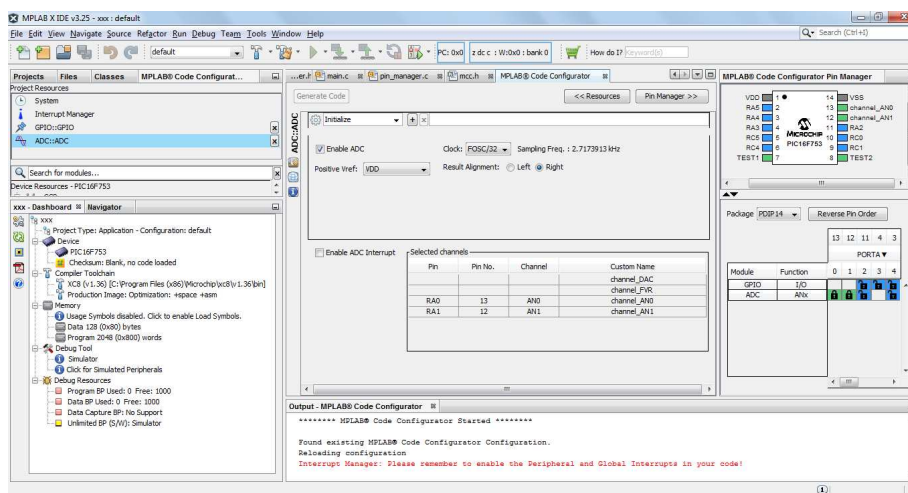 MPLAB X IDE v3.25 - xxx : default
File Edit View Navigate Source Refactor Run Debug Team Tools Window Help
Search (Ctrl+I)
default
PC: 0x0
z dc c : W:0x0 : bank 0
How do I? Keyword(s)
Projects Files Classes MPLAB® Code Configurat...
Project Resources
System
Interrupt Manager
GPIO::GPIO
ADC::ADC
Search for modules...
Device Resources - PIC16F753
xxx - Dashboard Navigator
xxx
Project Type: Application - Configuration: default
Device
PIC16F753
Checksum: Blank, no code loaded
Compiler Toolchain
XC8 (v1.36) [C:\Program Files (x86)\Microchip\xc8\v1.36\bin]
Production Image: Optimization: +space +asm
Memory
Usage Symbols disabled. Click to enable Load Symbols.
Data 128 (0x80) bytes
Program 2048 (0x800) words
Debug Tool
Simulator
Click for Simulated Peripherals
Debug Resources
Program BP Used: 0 Free: 1000
Data BP Used: 0 Free: 1000
Data Capture BP: No Support
Unlimited BP (S/W): Simulator
...er.h main.c pin_manager.c mcc.h MPLAB® Code Configurator
Generate Code << Resources Pin Manager >>
ADC::ADC
Initialize
Enable ADC Clock: FOSC/32 Sampling Freq. : 2.7173913 kHz
Positive Vref: VDD Result Alignment: Left Right
Enable ADC Interrupt Selected channels
Pin Pin No. Channel Custom Name
channel_DAC
channel_FVR
RA0 13 AN0 channel_AN0
RA1 12 AN1 channel_AN1
Output - MPLAB® Code Configurator
******** MPLAB® Code Configurator Started ********
Found existing MPLAB® Code Configurator Configuration.
Reloading configuration
Interrupt Manager: Please remember to enable the Peripheral and Global Interrupts in your code!
MPLAB® Code Configurator Pin Manager
VDD 1 14 VSS
RA5 2 13 channel_AN0
RA4 3 12 channel_AN1
RA3 4 11 RA2
RC5 5 10 RC0
RC4 6 9 RC1
TEST1 7 8 TEST2
MICROCHIP
PIC16F753
Package PDIP14 Reverse Pin Order
13 12 11 4 3
PORTA ▼
Module Function 0 1 2 3 4
GPIO I/O
ADC ANx
(1)